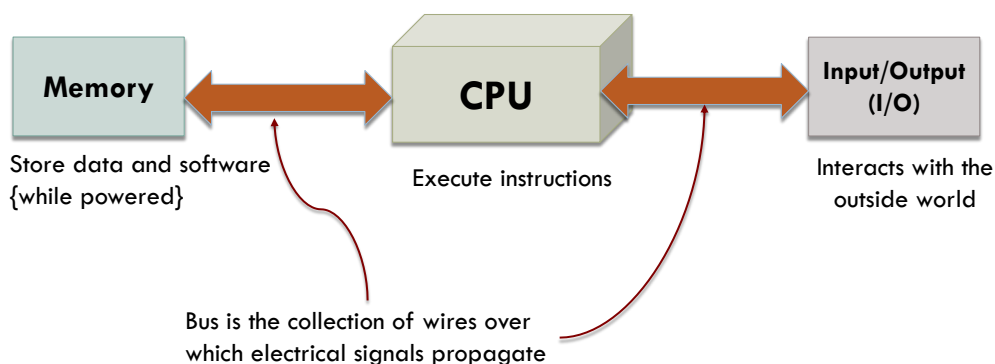 Memory
CPU
Input/Output
(I/O)
Store data and software
{while powered}
Execute instructions
Interacts with the
outside world
Bus is the collection of wires over
which electrical signals propagate